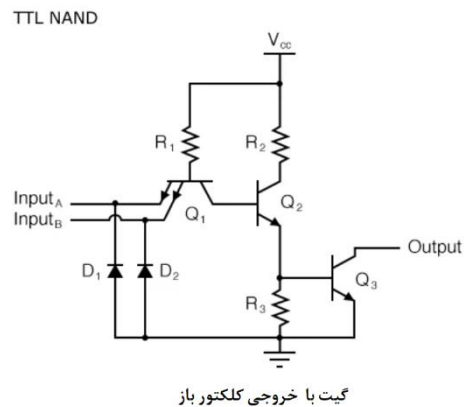 TTL NAND
Vcc
R1
R2
InputA
InputB
Q1
Q2
Output
D1
D2
Q3
R3
گیت با خروجی کلکتور باز